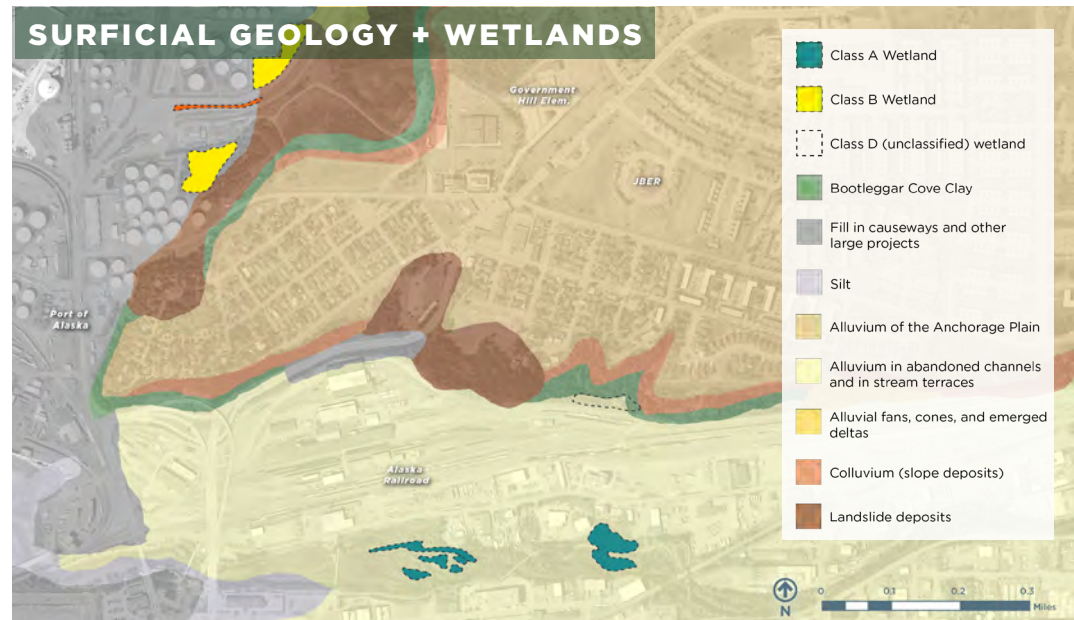 SURFICIAL GEOLOGY + WETLANDS
Government
Hill Elem.
JBER
Port of
Alaska
Alaska
Railroad
Class A Wetland
Class B Wetland
Class D (unclassified) wetland
Bootleggar Cove Clay
Fill in causeways and other
large projects
Silt
Alluvium of the Anchorage Plain
Alluvium in abandoned channels
and in stream terraces
Alluvial fans, cones, and emerged
deltas
Colluvium (slope deposits)
Landslide deposits
N
0 0.1 0.2 0.3
Miles